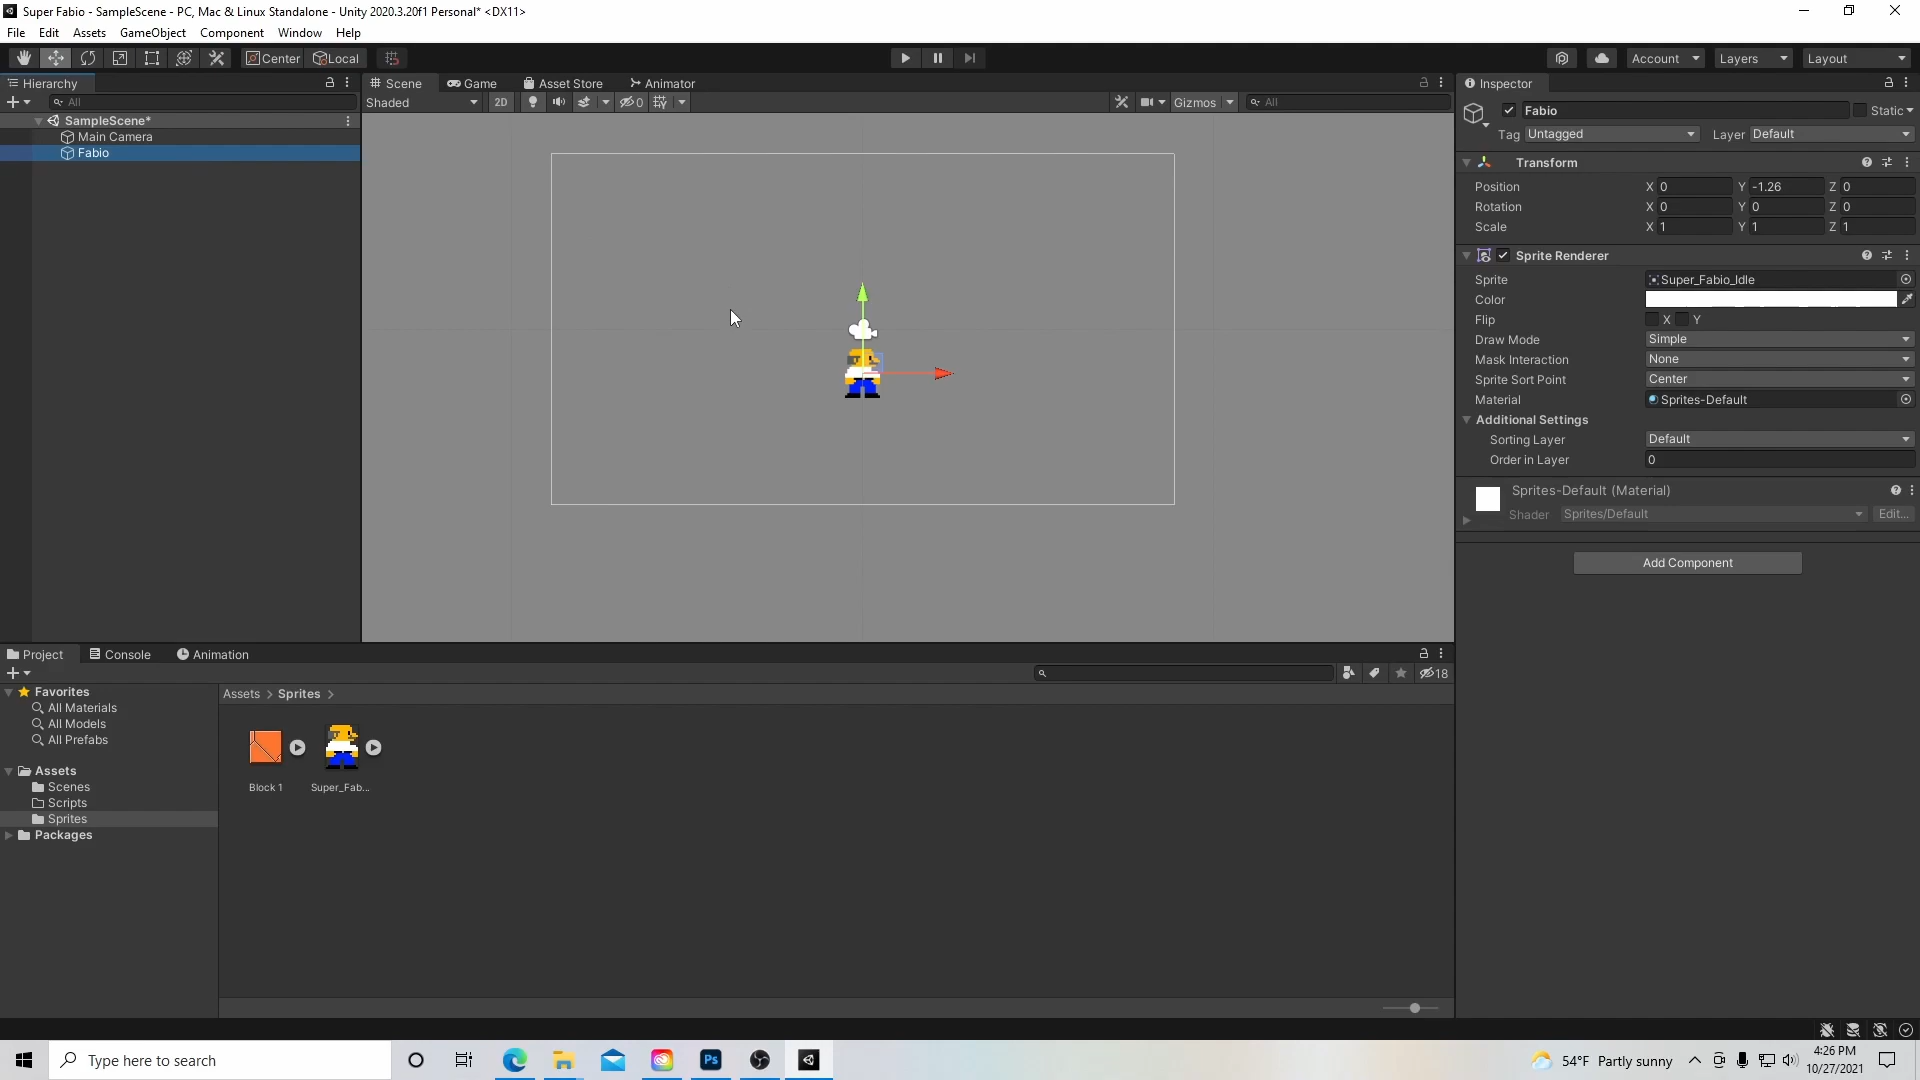 Super Fabio - SampleScene - PC, Mac & Linux Standalone - Unity 2020.3.20f1 Personal* <DX11>
File Edit Assets GameObject Component Window Help
Center Local Account Layers Layout
Hierarchy
All
SampleScene*
Main Camera
Fabio
Scene Game Asset Store Animator
Shaded 2D 0 Gizmos All
Inspector
Fabio Static
Tag Untagged Layer Default
Transform
Position X 0 Y -1.26 Z 0
Rotation X 0 Y 0 Z 0
Scale X 1 Y 1 Z 1
Sprite Renderer
Sprite Super_Fabio_Idle
Color
Flip X Y
Draw Mode Simple
Mask Interaction None
Sprite Sort Point Center
Material Sprites-Default
Additional Settings
Sorting Layer Default
Order in Layer 0
Sprites-Default (Material)
Shader Sprites/Default Edit...
Add Component
Project Console Animation
18
Favorites
All Materials
All Models
All Prefabs
Assets
Scenes
Scripts
Sprites
Packages
Assets > Sprites >
Block 1 Super_Fab...
Type here to search
Ps
54°F Partly sunny
4:26 PM
10/27/2021